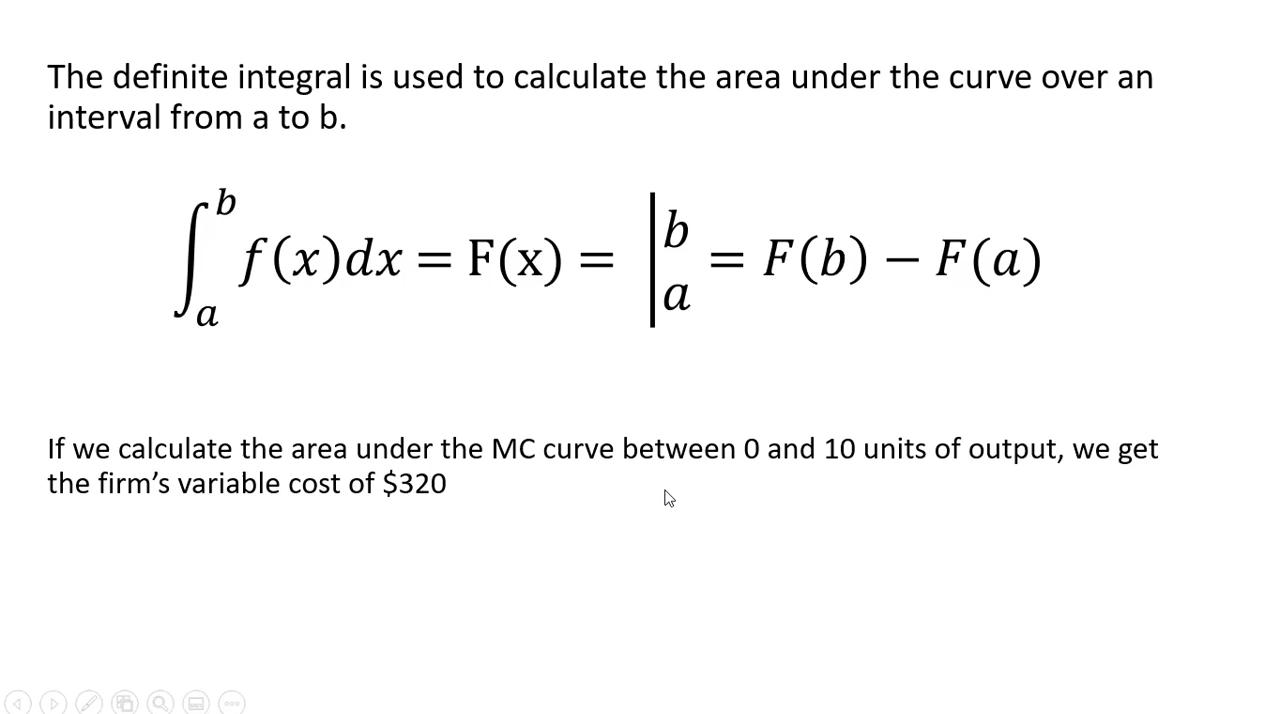 The definite integral is used to calculate the area under the curve over an
interval from a to b.
∫ₐᵇ f(x)dx = F(x) = |ₐᵇ = F(b) − F(a)
If we calculate the area under the MC curve between 0 and 10 units of output, we get
the firm’s variable cost of $320